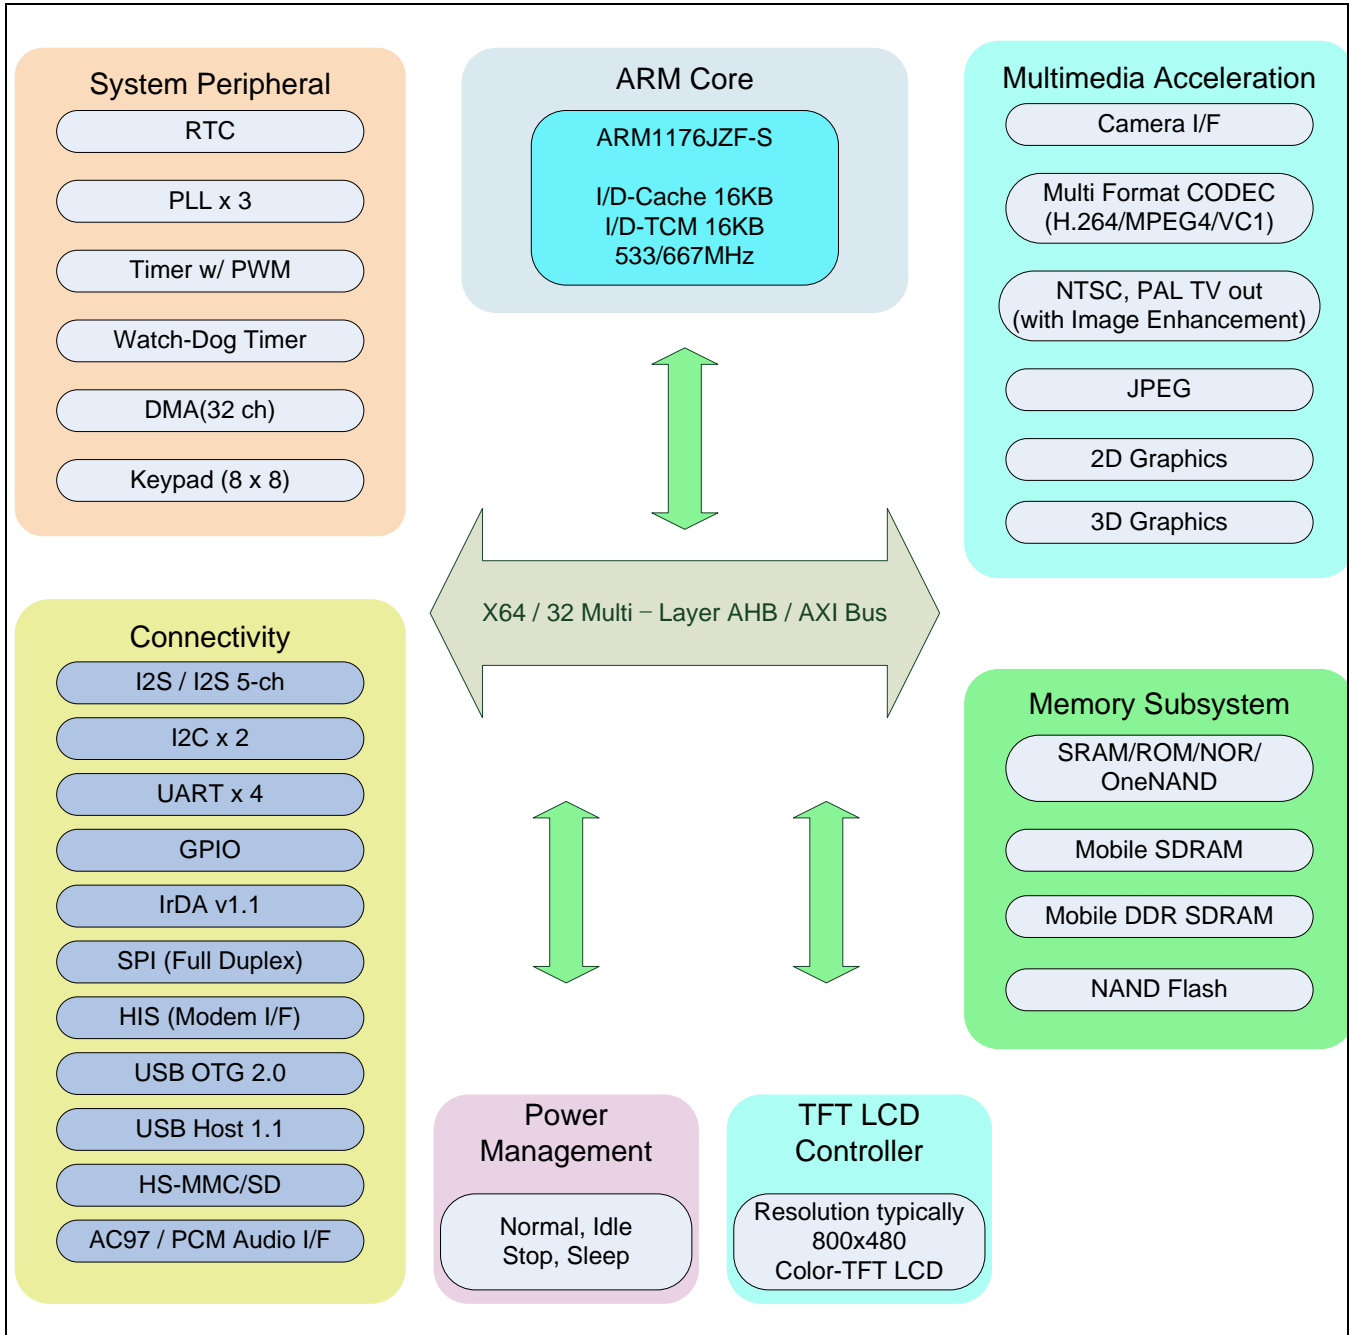 System Peripheral
RTC
PLL x 3
Timer w/ PWM
Watch-Dog Timer
DMA(32 ch)
Keypad (8 x 8)
ARM Core
ARM1176JZF-S
I/D-Cache 16KB
I/D-TCM 16KB
533/667MHz
Multimedia Acceleration
Camera I/F
Multi Format CODEC
(H.264/MPEG4/VC1)
NTSC, PAL TV out
(with Image Enhancement)
JPEG
2D Graphics
3D Graphics
X64 / 32 Multi – Layer AHB / AXI Bus
Connectivity
I2S / I2S 5-ch
I2C x 2
UART x 4
GPIO
IrDA v1.1
SPI (Full Duplex)
HIS (Modem I/F)
USB OTG 2.0
USB Host 1.1
HS-MMC/SD
AC97 / PCM Audio I/F
Memory Subsystem
SRAM/ROM/NOR/
OneNAND
Mobile SDRAM
Mobile DDR SDRAM
NAND Flash
Power
Management
Normal, Idle
Stop, Sleep
TFT LCD
Controller
Resolution typically
800x480
Color-TFT LCD